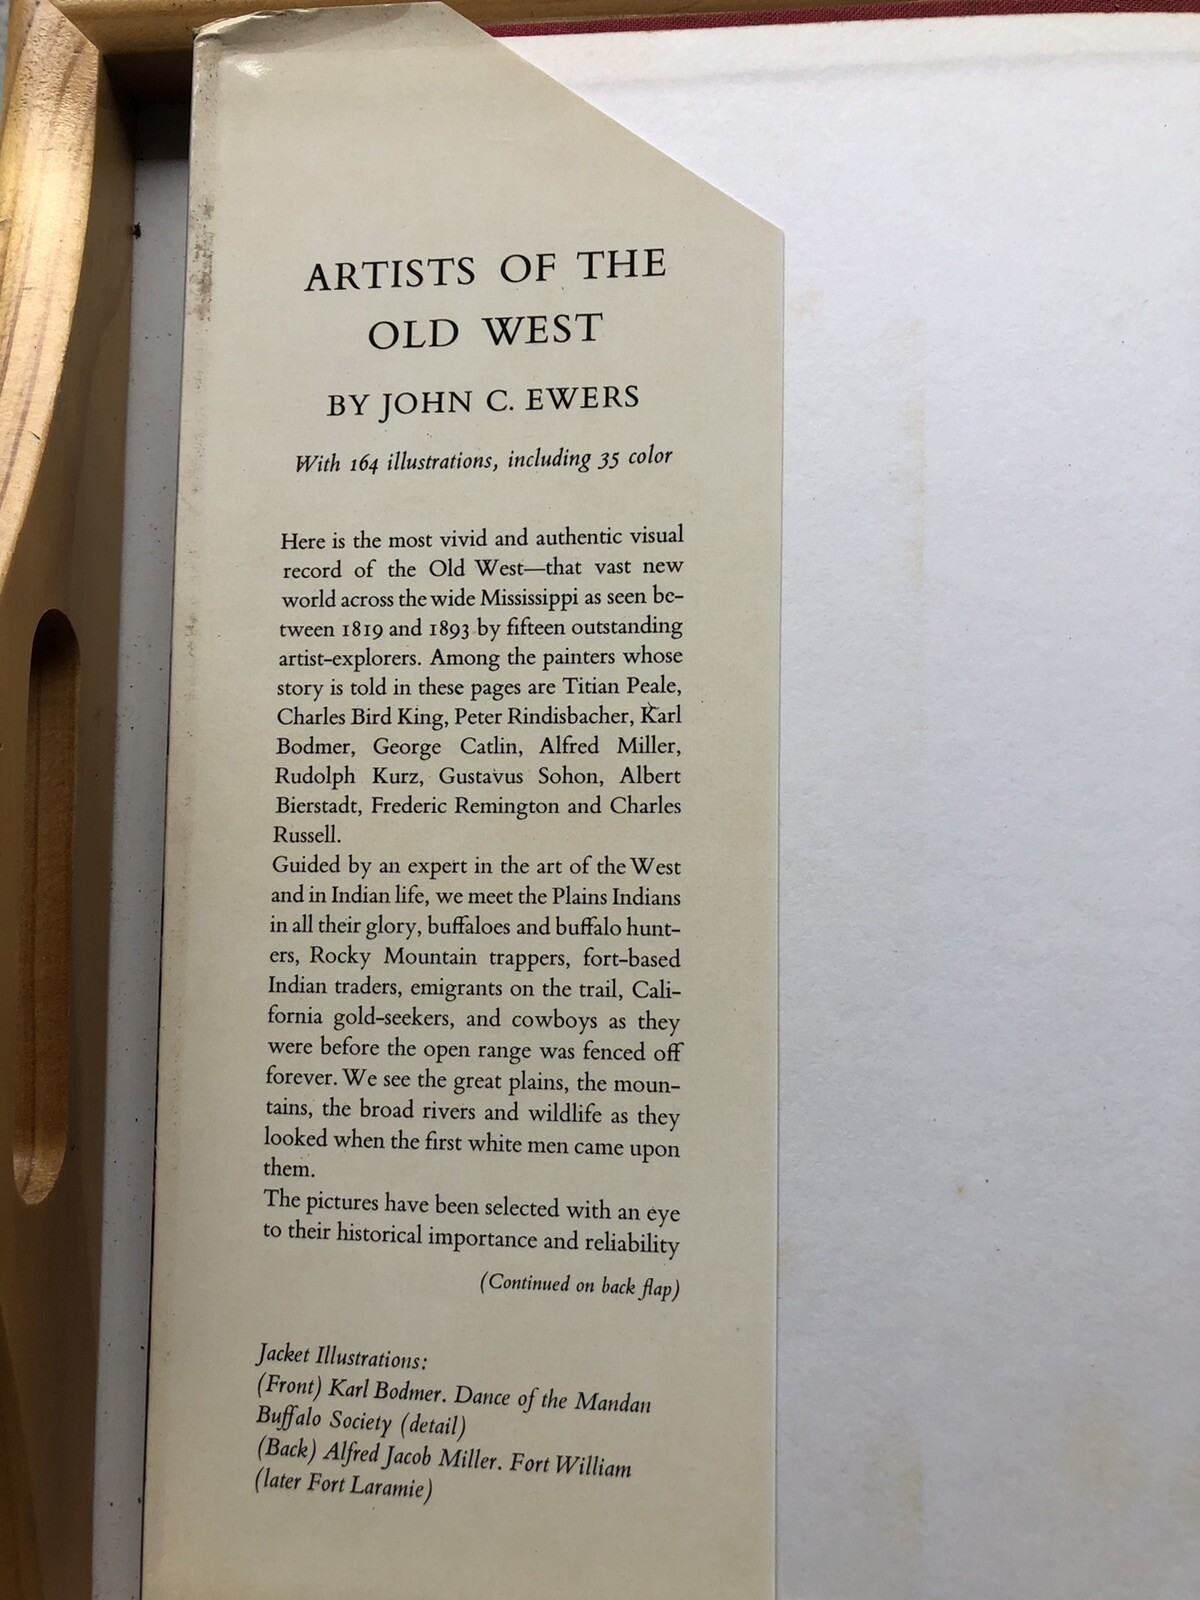 ARTISTS OF THE
OLD WEST
BY JOHN C. EWERS
With 164 illustrations, including 35 color
Here is the most vivid and authentic visual
record of the Old West—that vast new
world across the wide Mississippi as seen be-
tween 1819 and 1893 by fifteen outstanding
artist-explorers. Among the painters whose
story is told in these pages are Titian Peale,
Charles Bird King, Peter Rindisbacher, Karl
Bodmer, George Catlin, Alfred Miller,
Rudolph Kurz, Gustavus Sohon, Albert
Bierstadt, Frederic Remington and Charles
Russell.
Guided by an expert in the art of the West
and in Indian life, we meet the Plains Indians
in all their glory, buffaloes and buffalo hunt-
ers, Rocky Mountain trappers, fort-based
Indian traders, emigrants on the trail, Cali-
fornia gold-seekers, and cowboys as they
were before the open range was fenced off
forever. We see the great plains, the moun-
tains, the broad rivers and wildlife as they
looked when the first white men came upon
them.
The pictures have been selected with an eye
to their historical importance and reliability
(Continued on back flap)
Jacket Illustrations:
(Front) Karl Bodmer. Dance of the Mandan
Buffalo Society (detail)
(Back) Alfred Jacob Miller. Fort William
(later Fort Laramie)